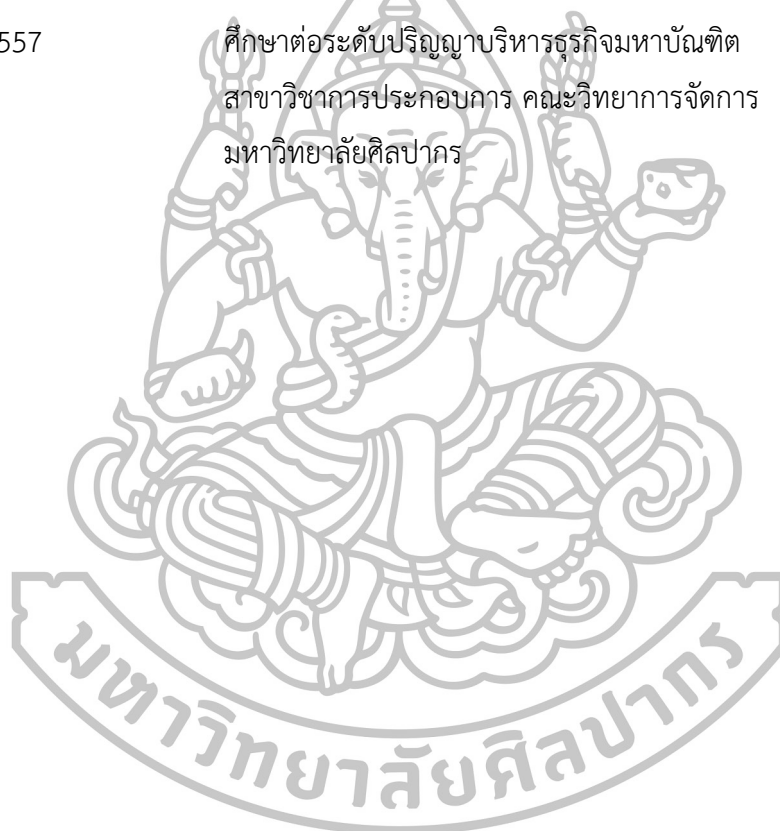 557 ศึกษาต่อระดับปริญญาบริหารธุรกิจมหาบัณฑิต
สาขาวิชาการประกอบการ คณะวิทยาการจัดการ
มหาวิทยาลัยศิลปากร
มหาวิทยาลัยศิลปากร